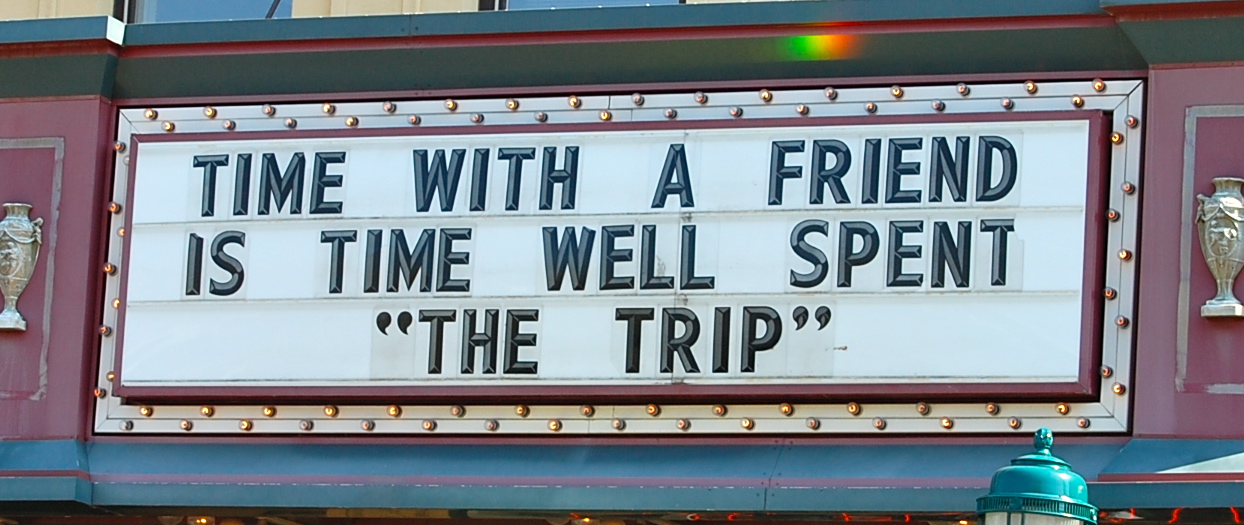 TIME WITH A FRIEND
IS TIME WELL SPENT
“THE TRIP”